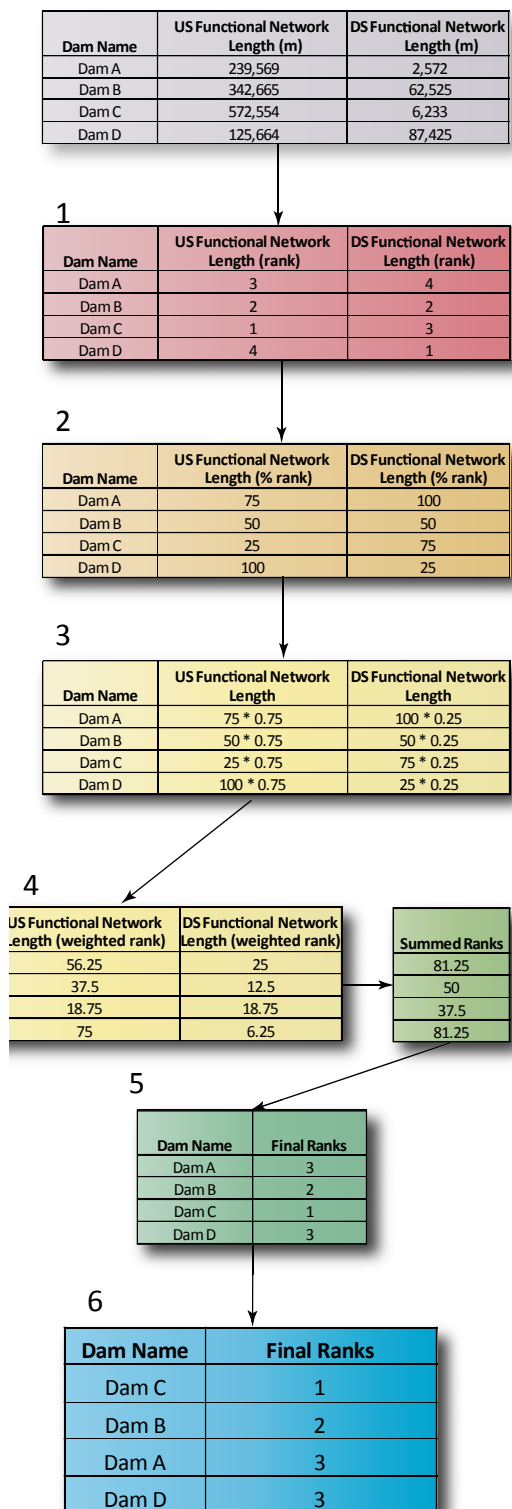 Dam Name US Functional Network Length (m) DS Functional Network Length (m)
Dam A 239,569 2,572
Dam B 342,665 62,525
Dam C 572,554 6,233
Dam D 125,664 87,425
1
Dam Name US Functional Network Length (rank) DS Functional Network Length (rank)
Dam A 3 4
Dam B 2 2
Dam C 1 3
Dam D 4 1
2
Dam Name US Functional Network Length (% rank) DS Functional Network Length (% rank)
Dam A 75 100
Dam B 50 50
Dam C 25 75
Dam D 100 25
3
Dam Name US Functional Network Length DS Functional Network Length
Dam A 75 * 0.75 100 * 0.25
Dam B 50 * 0.75 50 * 0.25
Dam C 25 * 0.75 75 * 0.25
Dam D 100 * 0.75 25 * 0.25
4
US Functional Network Length (weighted rank) DS Functional Network Length (weighted rank)
56.25 25
37.5 12.5
18.75 18.75
75 6.25
Summed Ranks
81.25
50
37.5
81.25
5
Dam Name Final Ranks
Dam A 3
Dam B 2
Dam C 1
Dam D 3
6
Dam Name Final Ranks
Dam C 1
Dam B 2
Dam A 3
Dam D 3